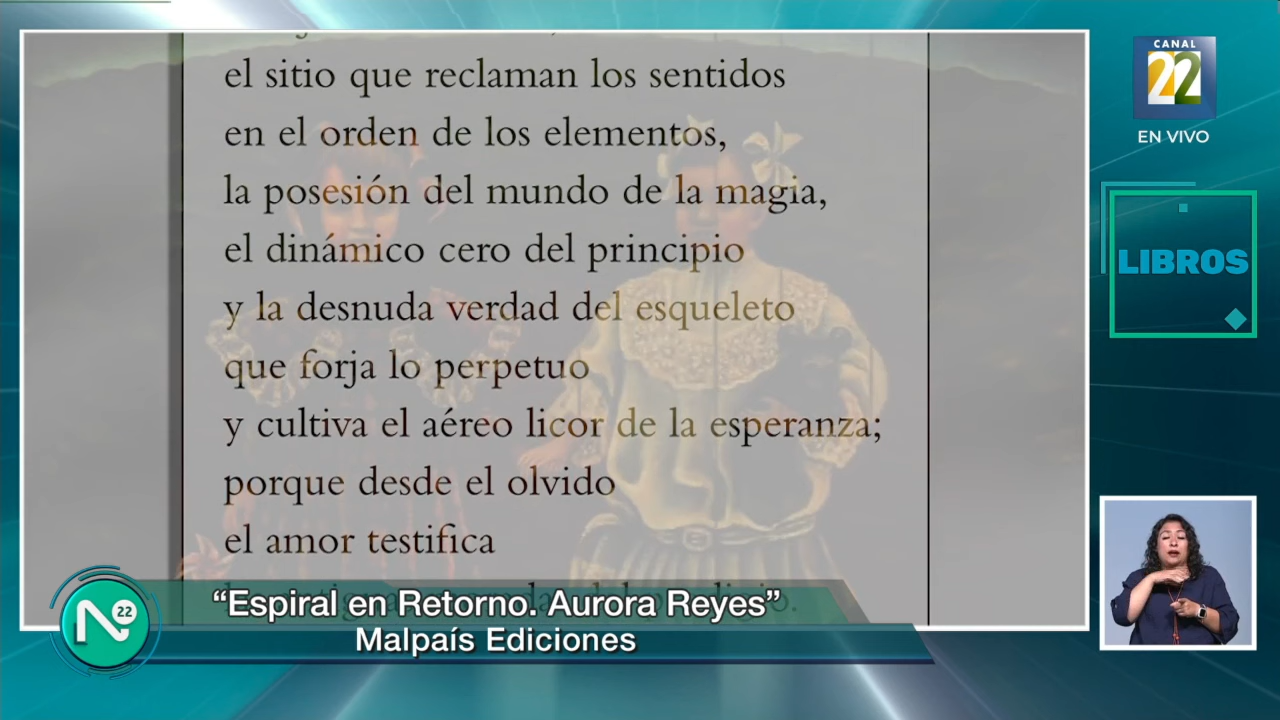 el sitio que reclaman los sentidos
en el orden de los elementos,
la posesión del mundo de la magia,
el dinámico cero del principio
y la desnuda verdad del esqueleto
que forja lo perpetuo
y cultiva el aéreo licor de la esperanza;
porque desde el olvido
el amor testifica
“Espiral en Retorno. Aurora Reyes”
Malpaís Ediciones
N22
CANAL
22
EN VIVO
LIBROS